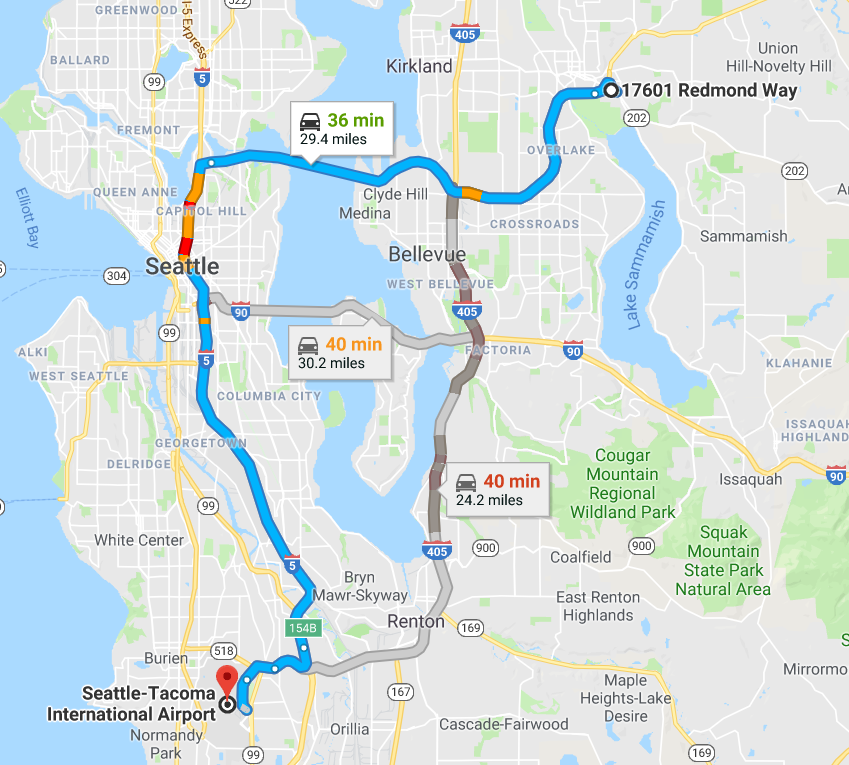 GREENWOOD
522
I-5 Express
BALLARD
5
99
405
Kirkland
Union
Hill-Novelty Hill
17601 Redmond Way
36 min
29.4 miles
FREMONT
202
OVERLAKE
202
QUEEN ANNE
Clyde Hill
Medina
CAPITOL HILL
CROSSROADS
Elliott Bay
Sammamish
Lake Sammamish
Seattle
Bellevue
304
WEST BELLEVUE
90
405
99
40 min
30.2 miles
FACTORIA
90
ALKI
5
KLAHANIE
WEST SEATTLE
COLUMBIA CITY
ISSAQUAH
HIGHLAND
GEORGETOWN
DELRIDGE
Cougar
Mountain
Regional
Wildland Park
Issaquah
90
40 min
24.2 miles
99
White Center
405
900
900
Coalfield
Squak
Mountain
State Park
Natural Area
5
Bryn
Mawr-Skyway
East Renton
Highlands
154B
Renton
169
518
Burien
Mirrormo
Seattle-Tacoma
International Airport
167
Maple
Heights-Lake
Desire
Normandy
Park
Orillia
Cascade-Fairwood
99
169